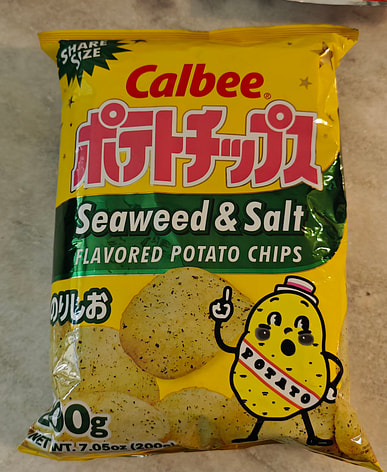 SHARE
SIZE
Calbee®
ポテトチップス
Seaweed & Salt
FLAVORED POTATO CHIPS
のりしお
POTATO
200g
NET WT. 7.05oz (200g)